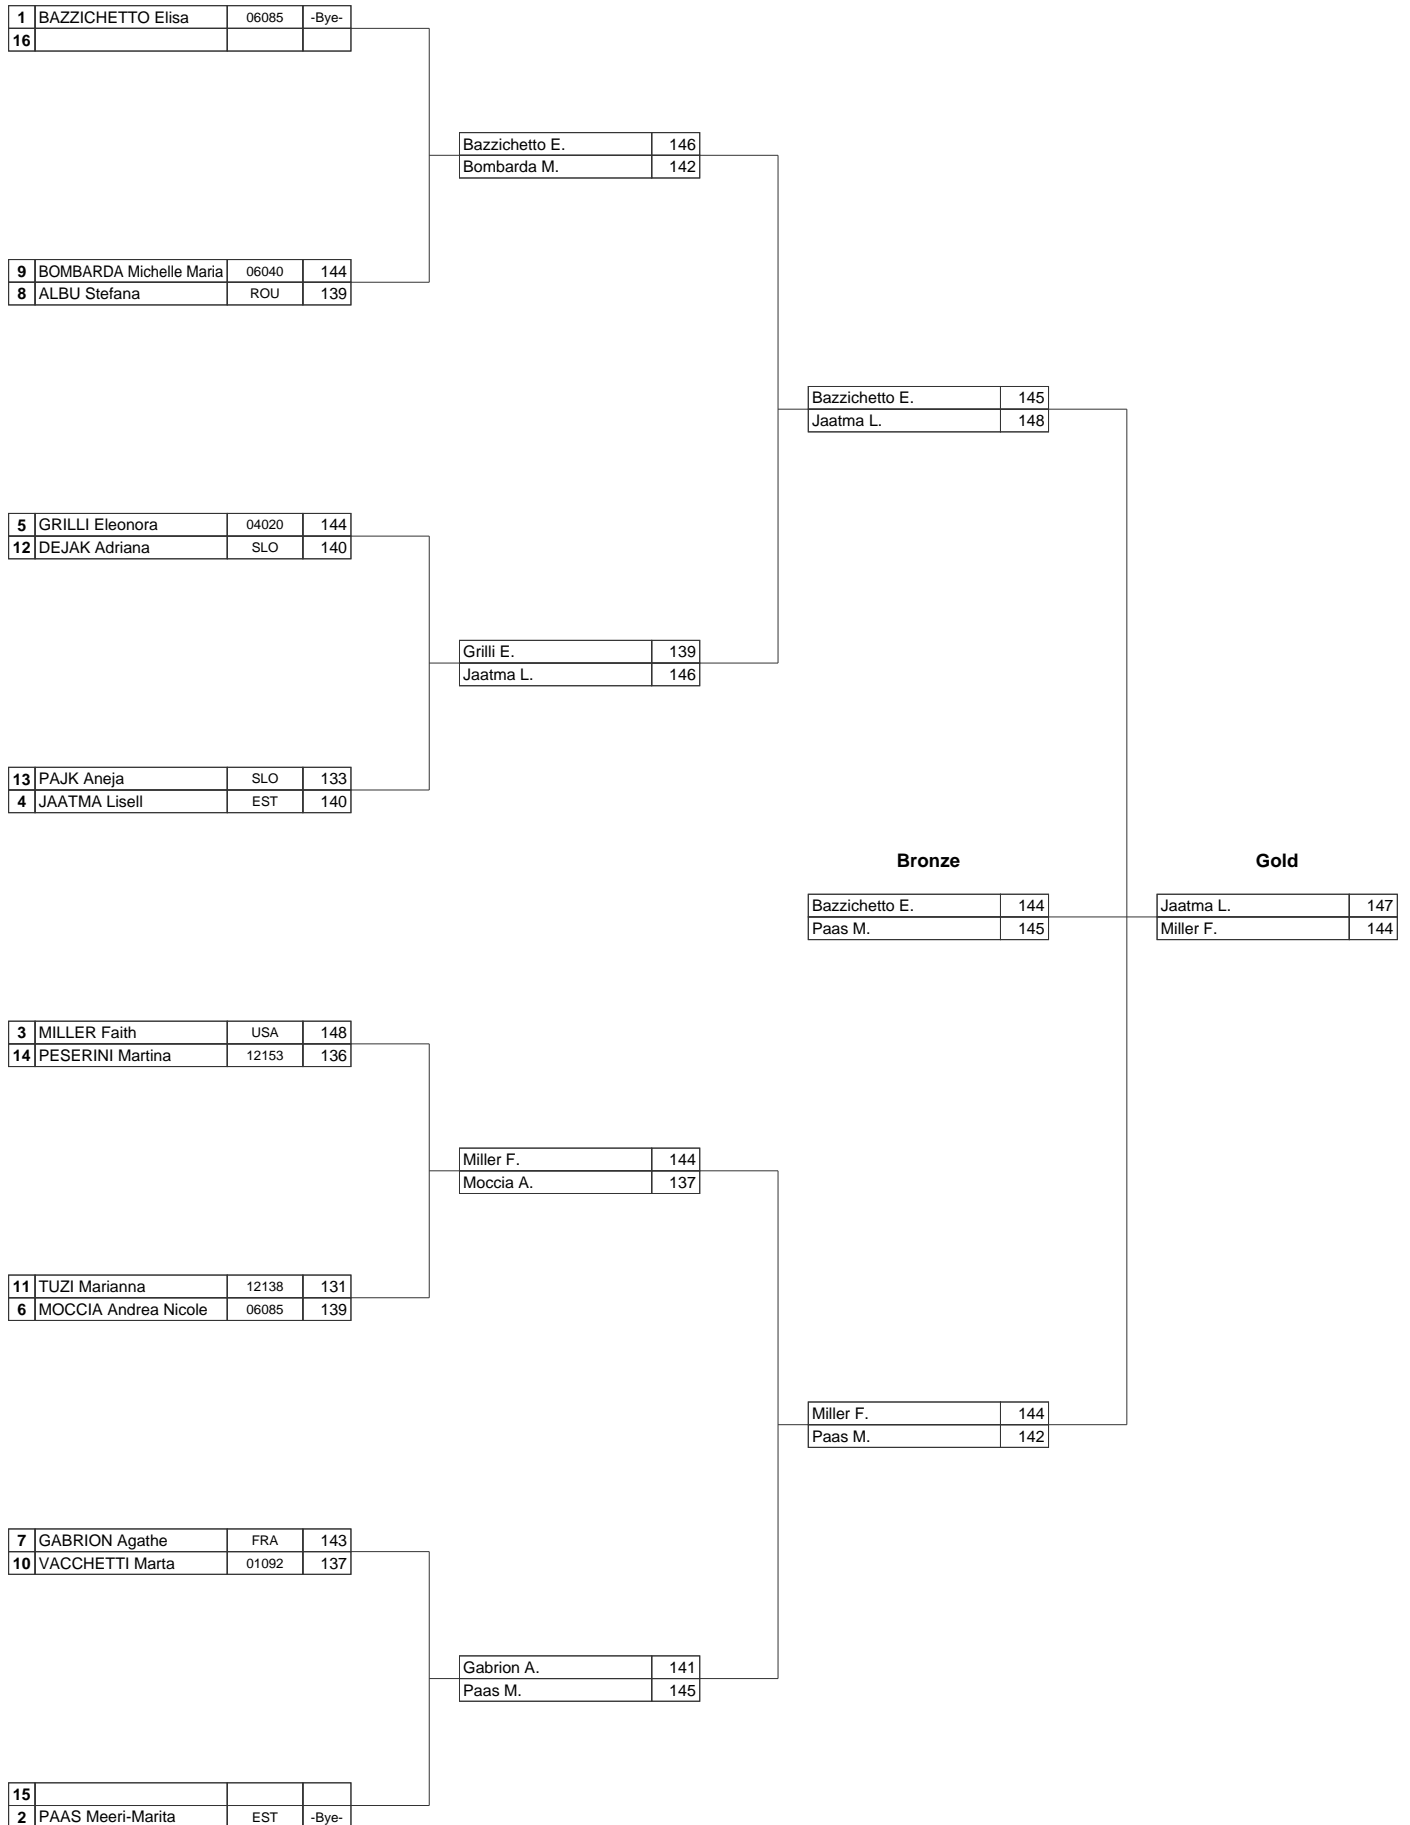 1 BAZZICHETTO Elisa 06085 -Bye-
16
Bazzichetto E. 146
Bombarda M. 142
9 BOMBARDA Michelle Maria 06040 144
8 ALBU Stefana ROU 139
Bazzichetto E. 145
Jaatma L. 148
5 GRILLI Eleonora 04020 144
12 DEJAK Adriana SLO 140
Grilli E. 139
Jaatma L. 146
13 PAJK Aneja SLO 133
4 JAATMA Lisell EST 140
Bronze Gold
Bazzichetto E. 144 Jaatma L. 147
Paas M. 145 Miller F. 144
3 MILLER Faith USA 148
14 PESERINI Martina 12153 136
Miller F. 144
Moccia A. 137
11 TUZI Marianna 12138 131
6 MOCCIA Andrea Nicole 06085 139
Miller F. 144
Paas M. 142
7 GABRION Agathe FRA 143
10 VACCHETTI Marta 01092 137
Gabrion A. 141
Paas M. 145
15
2 PAAS Meeri-Marita EST -Bye-